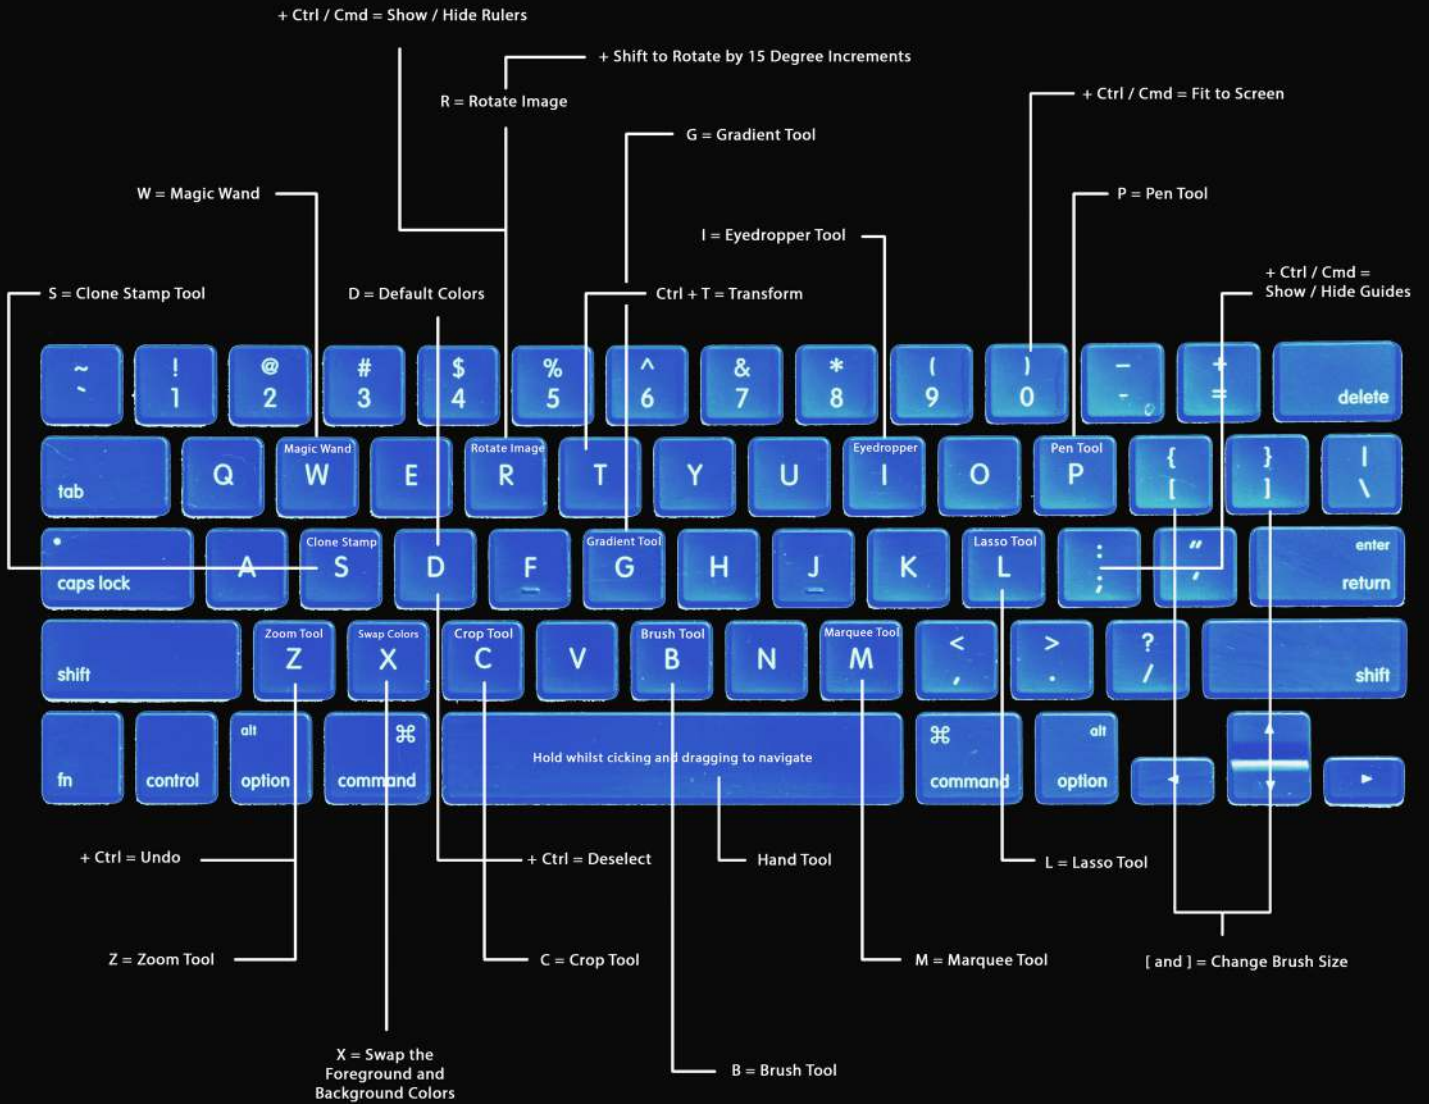 + Ctrl / Cmd = Show / Hide Rulers
+ Shift to Rotate by 15 Degree Increments
R = Rotate Image
+ Ctrl / Cmd = Fit to Screen
G = Gradient Tool
W = Magic Wand
P = Pen Tool
I = Eyedropper Tool
+ Ctrl / Cmd =
Show / Hide Guides
S = Clone Stamp Tool
D = Default Colors
Ctrl + T = Transform
~ ! @ # $ % ^ & * ( ) — +
` 1 2 3 4 5 6 7 8 9 0 - = delete
Magic Wand Rotate Image Eyedropper Pen Tool
{ } |
tab Q W E R T Y U I O P [ ] \
Clone Stamp Gradient Tool Lasso Tool
: " enter
caps lock A S D F G H J K L ; ' return
Zoom Tool Swap Colors Crop Tool Brush Tool Marquee Tool
< > ?
shift Z X C V B N M , . / shift
alt ⌘ ⌘ alt ▲
Hold whilst cicking and dragging to navigate
fn control option command command option ◀ ▼ ▶
+ Ctrl = Undo
+ Ctrl = Deselect
Hand Tool
L = Lasso Tool
Z = Zoom Tool
C = Crop Tool
M = Marquee Tool
[ and ] = Change Brush Size
X = Swap the
Foreground and
Background Colors
B = Brush Tool